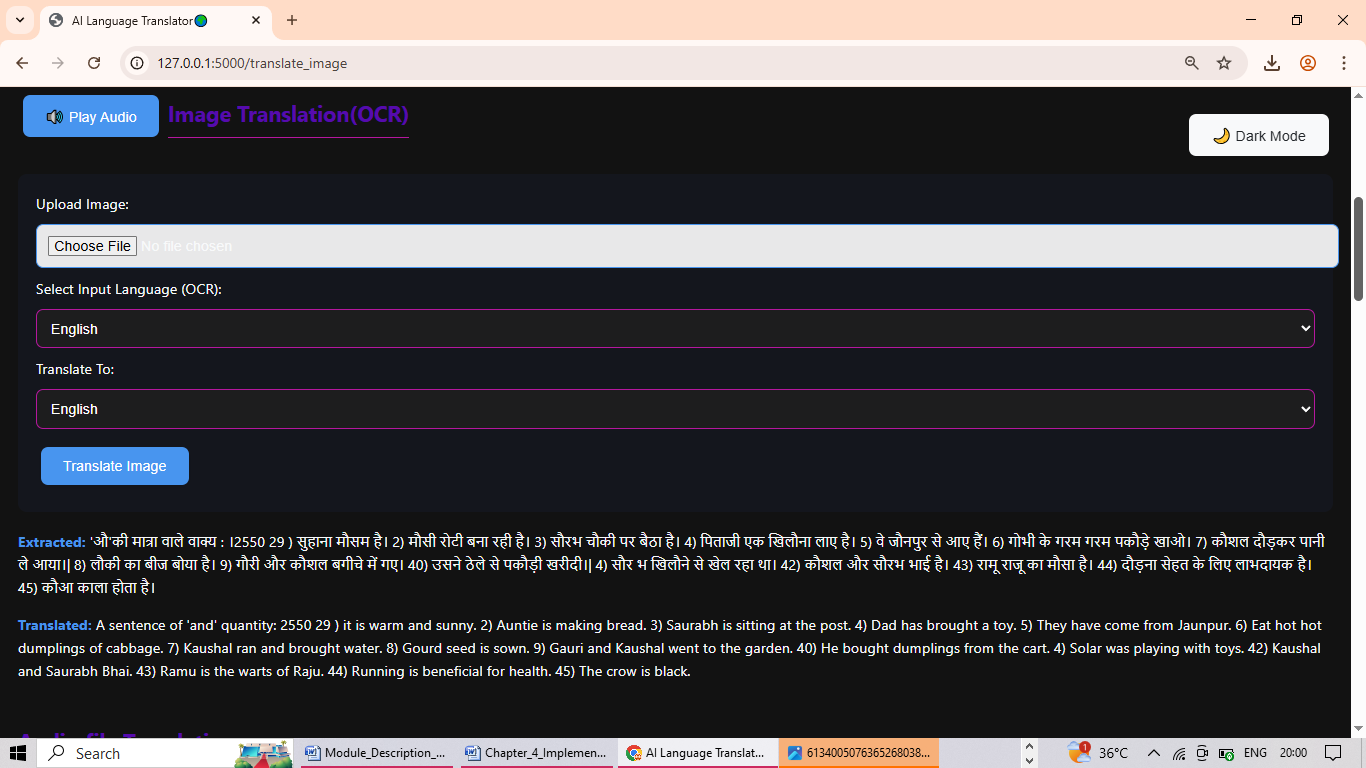 AI Language Translator
127.0.0.1:5000/translate_image
Play Audio
Image Translation(OCR)
Dark Mode
Upload Image:
Choose File No file chosen
Select Input Language (OCR):
English
Translate To:
English
Translate Image
Extracted: 'औ'की मात्रा वाले वाक्य : ।2550 29 ) सुहाना मौसम है। 2) मौसी रोटी बना रही है। 3) सौरभ चौकी पर बैठा है। 4) पिताजी एक खिलौना लाए है। 5) वे जौनपुर से आए हैं। 6) गोभी के गरम गरम पकौड़े खाओ। 7) कौशल दौड़कर पानी
ले आया।| 8) लौकी का बीज बोया है। 9) गौरी और कौशल बगीचे में गए। 40) उसने ठेले से पकौड़ी खरीदी।| 4) सौर भ खिलौने से खेल रहा था। 42) कौशल और सौरभ भाई है। 43) रामू राजू का मौसा है। 44) दौड़ना सेहत के लिए लाभदायक है।
45) कौआ काला होता है।
Translated: A sentence of 'and' quantity: 2550 29 ) it is warm and sunny. 2) Auntie is making bread. 3) Saurabh is sitting at the post. 4) Dad has brought a toy. 5) They have come from Jaunpur. 6) Eat hot hot
dumplings of cabbage. 7) Kaushal ran and brought water. 8) Gourd seed is sown. 9) Gauri and Kaushal went to the garden. 40) He bought dumplings from the cart. 4) Solar was playing with toys. 42) Kaushal
and Saurabh Bhai. 43) Ramu is the warts of Raju. 44) Running is beneficial for health. 45) The crow is black.
Search
Module_Description_...
Chapter_4_Implemen...
AI Language Translat...
6134005076365268038...
1
36°C
ENG
20:00